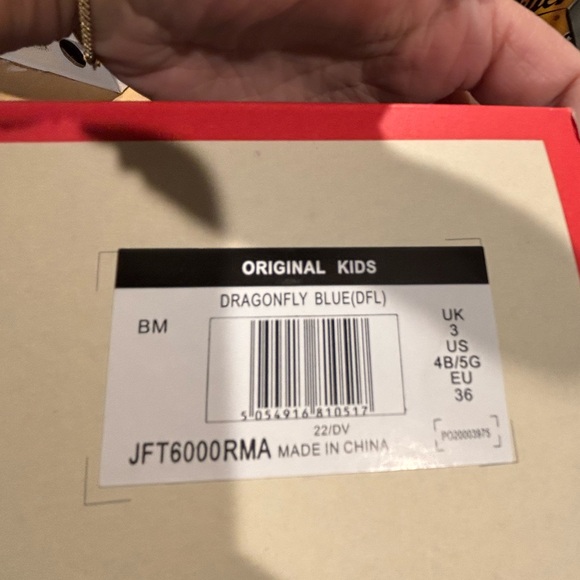 ORIGINAL KIDS
DRAGONFLY BLUE(DFL)
BM
UK
3
US
4B/5G
EU
36
5 054916 810517
22/DV
JFT6000RMA MADE IN CHINA
PO20003975